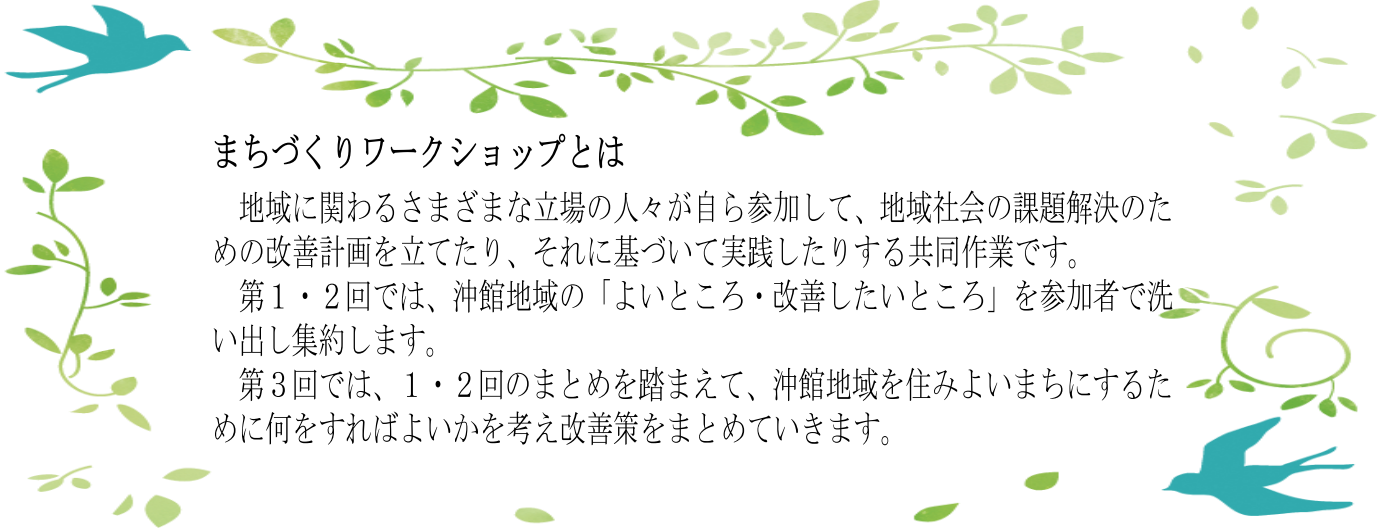 まちづくりワークショップとは
　地域に関わるさまざまな立場の人々が自ら参加して、地域社会の課題解決のた
めの改善計画を立てたり、それに基づいて実践したりする共同作業です。
　第１・２回では、沖館地域の「よいところ・改善したいところ」を参加者で洗
い出し集約します。
　第３回では、１・２回のまとめを踏まえて、沖館地域を住みよいまちにするた
めに何をすればよいかを考え改善策をまとめていきます。